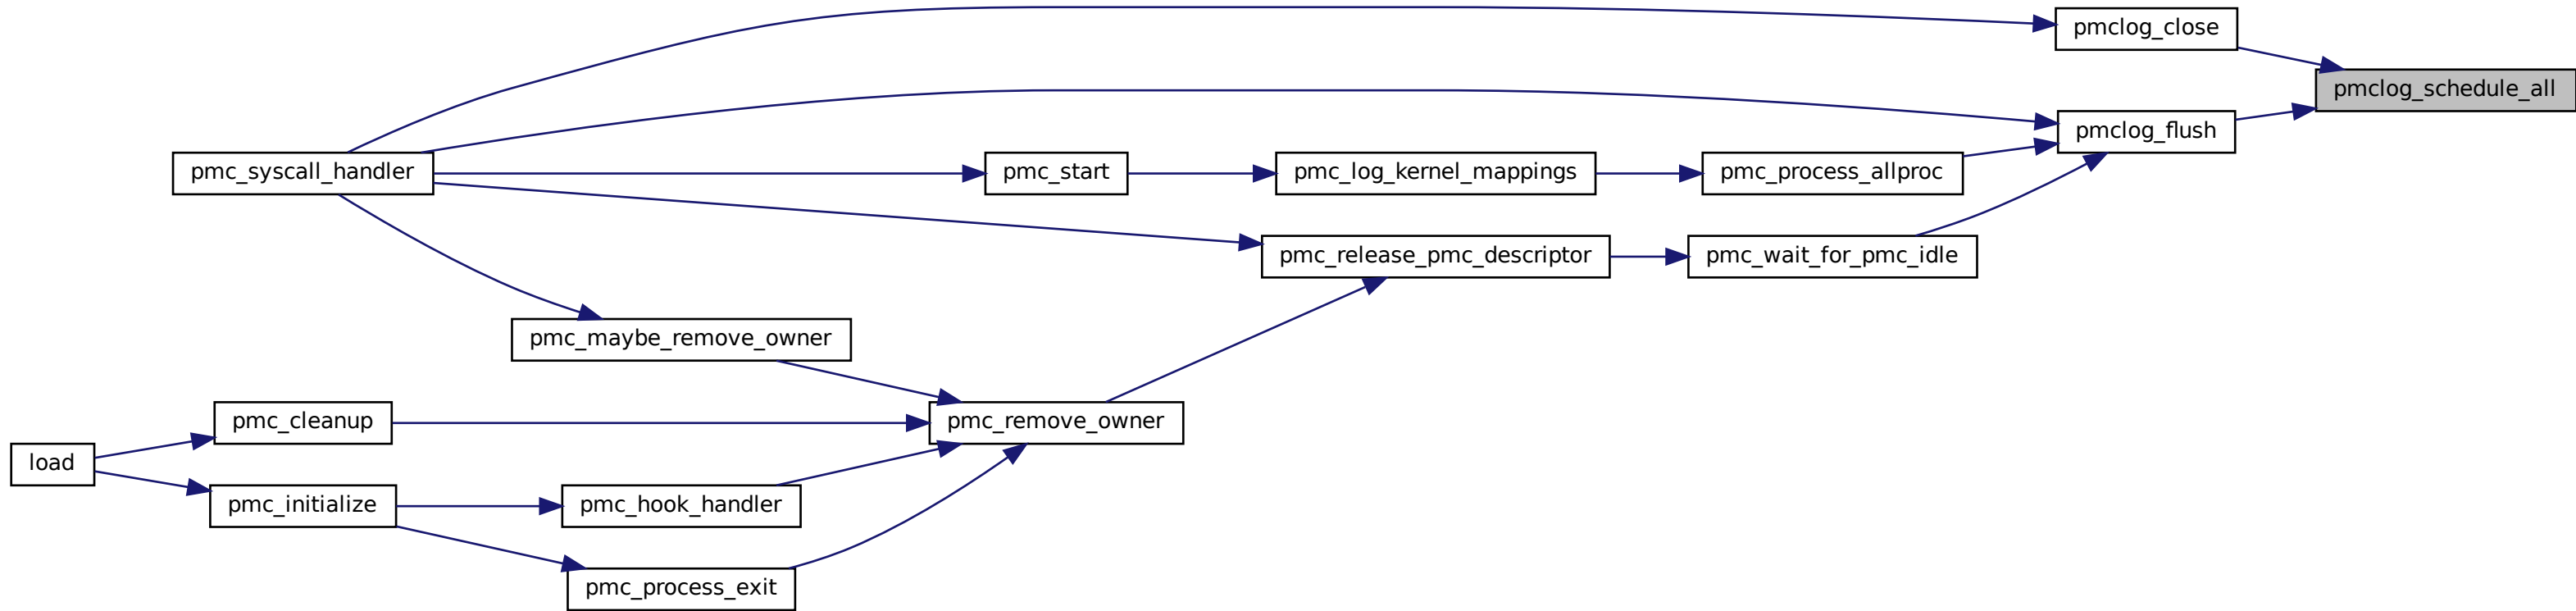 pmclog_close
pmclog_schedule_all
pmclog_flush
pmc_syscall_handler
pmc_start
pmc_log_kernel_mappings
pmc_process_allproc
pmc_release_pmc_descriptor
pmc_wait_for_pmc_idle
pmc_maybe_remove_owner
pmc_cleanup
pmc_remove_owner
load
pmc_initialize
pmc_hook_handler
pmc_process_exit